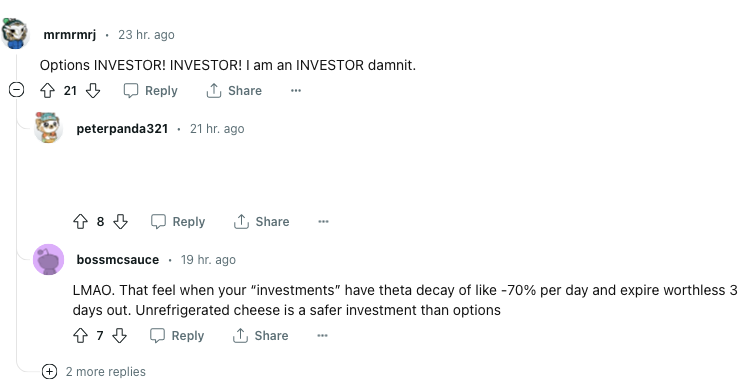 mrmrmrj • 23 hr. ago
Options INVESTOR! INVESTOR! I am an INVESTOR damnit.
21 Reply Share ...
peterpanda321 • 21 hr. ago
8 Reply Share ...
bossmcsauce • 19 hr. ago
LMAO. That feel when your “investments” have theta decay of like -70% per day and expire worthless 3
days out. Unrefrigerated cheese is a safer investment than options
7 Reply Share ...
2 more replies